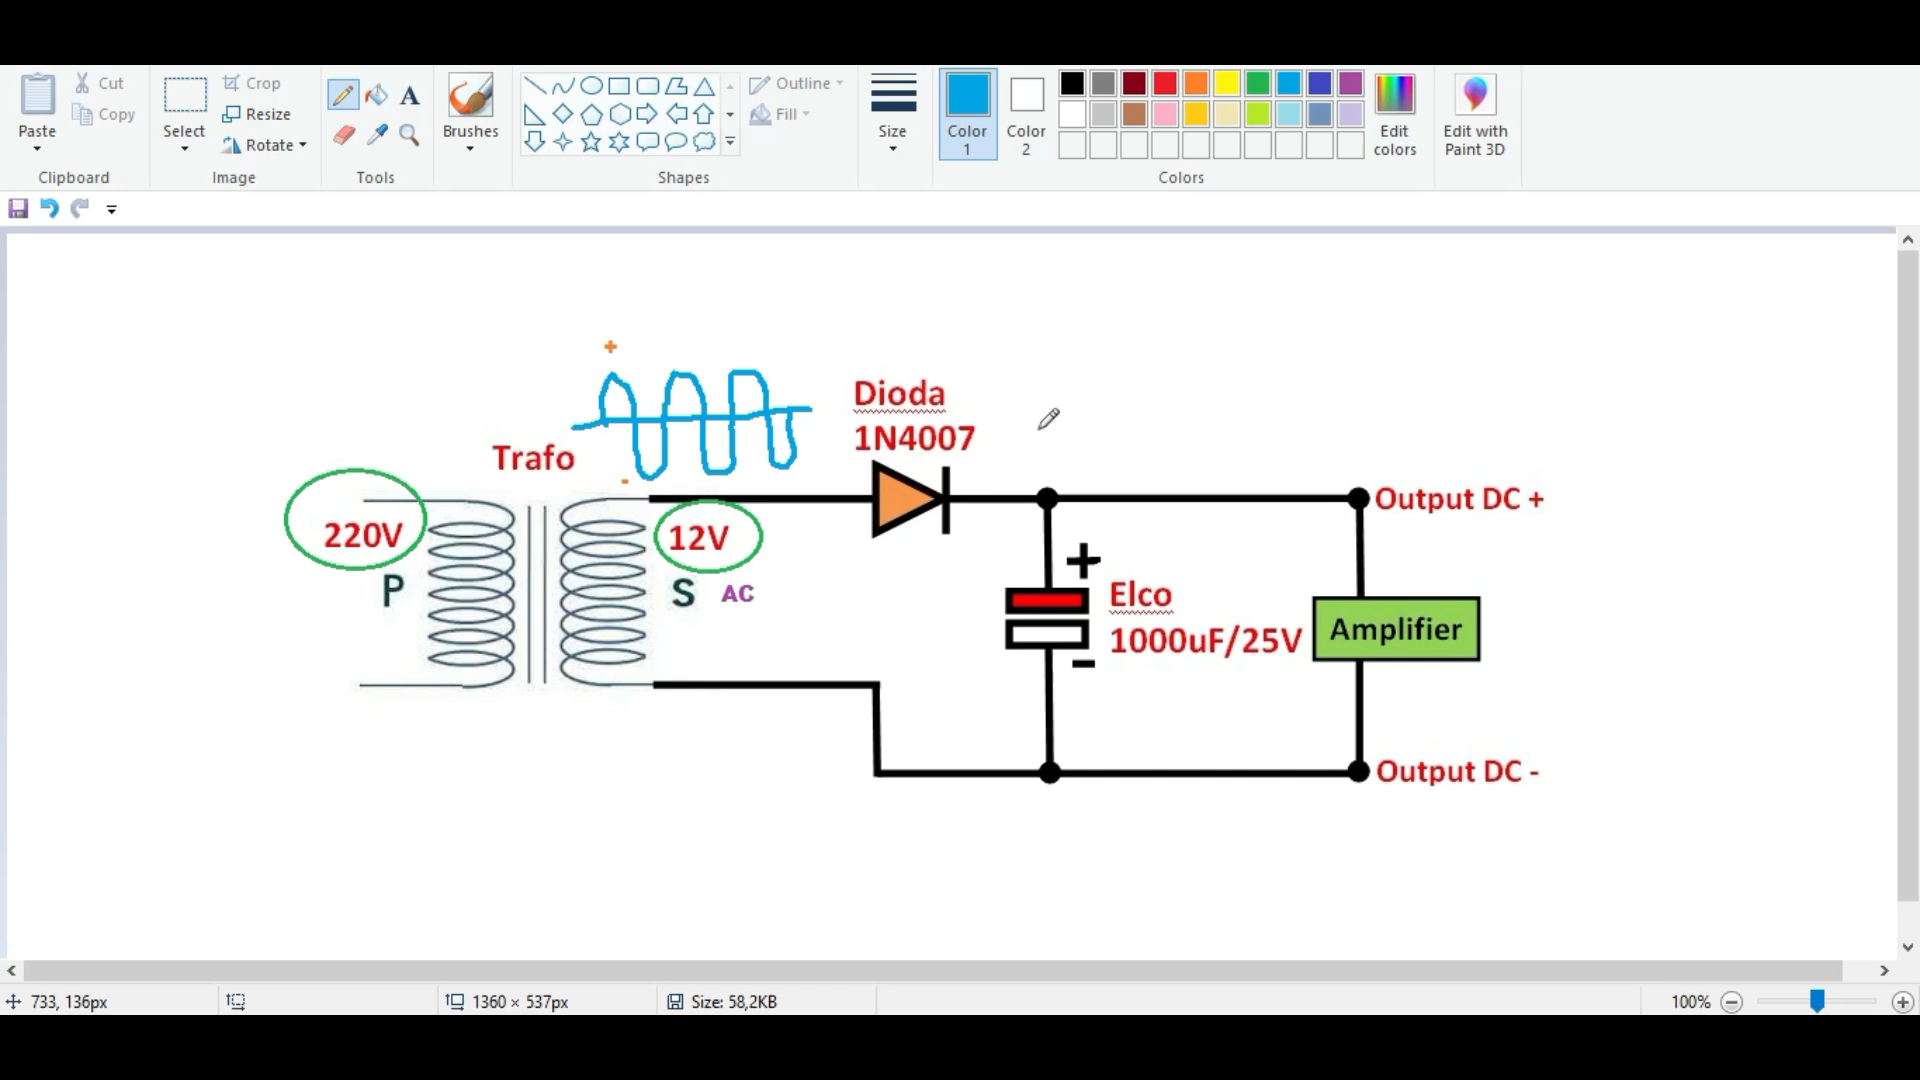 Cut
Copy
Paste
Clipboard
Crop
Resize
Rotate
Select
Image
A
Tools
Brushes
Shapes
Outline
Fill
Size
Color
1
Color
2
Colors
Edit
colors
Edit with
Paint 3D
+
-
Trafo
220V
P
12V
S
AC
Dioda
1N4007
+
Elco
1000uF/25V
-
Amplifier
Output DC +
Output DC -
733, 136px
1360 × 537px
Size: 58,2KB
100%